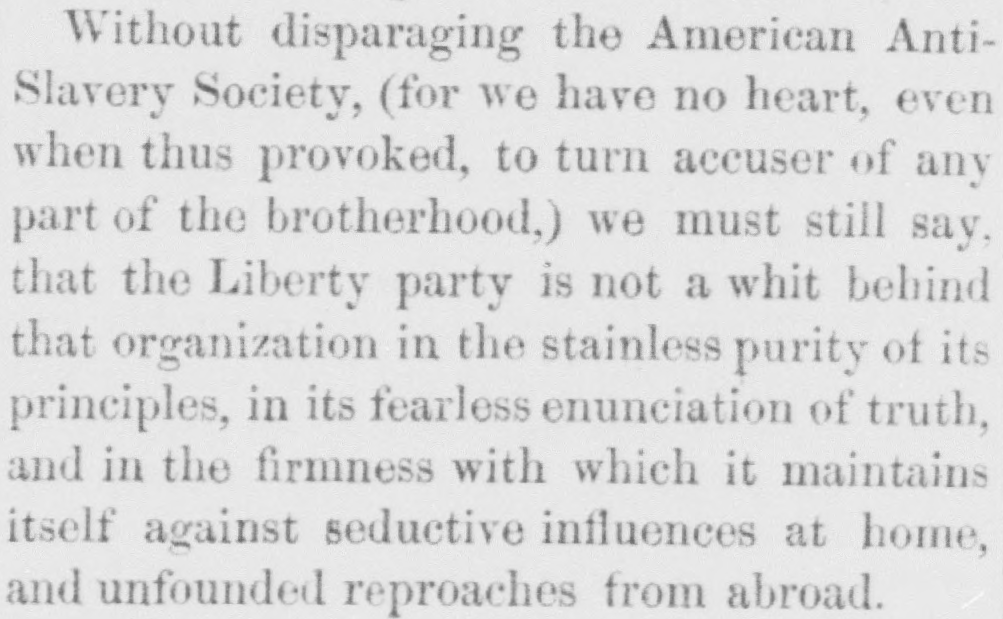 Without disparaging the American Anti-
Slavery Society, (for we have no heart, even
when thus provoked, to turn accuser of any
part of the brotherhood,) we must still say,
that the Liberty party is not a whit behind
that organization in the stainless purity of its
principles, in its fearless enunciation of truth,
and in the firmness with which it maintains
itself against seductive influences at home,
and unfounded reproaches from abroad.